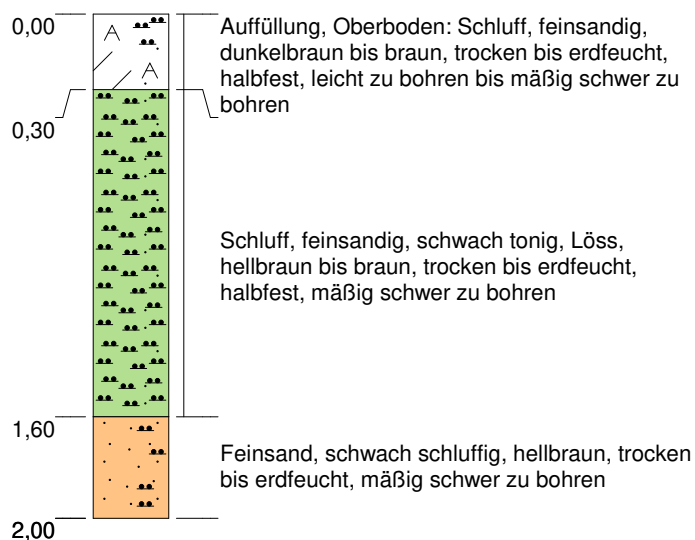 0,00
Auffüllung, Oberboden: Schluff, feinsandig,
dunkelbraun bis braun, trocken bis erdfeucht,
halbfest, leicht zu bohren bis mäßig schwer zu
bohren
A
A
0,30
Schluff, feinsandig, schwach tonig, Löss,
hellbraun bis braun, trocken bis erdfeucht,
halbfest, mäßig schwer zu bohren
1,60
Feinsand, schwach schluffig, hellbraun, trocken
bis erdfeucht, mäßig schwer zu bohren
2,00